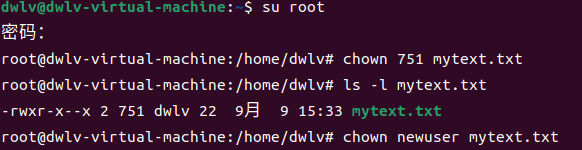 dwlv@dwlv-virtual-machine:~$ su root
密码：
root@dwlv-virtual-machine:/home/dwlv# chown 751 mytext.txt
root@dwlv-virtual-machine:/home/dwlv# ls -l mytext.txt
-rwxr-x--x 2 751 dwlv 22  9月  9 15:33 mytext.txt
root@dwlv-virtual-machine:/home/dwlv# chown newuser mytext.txt